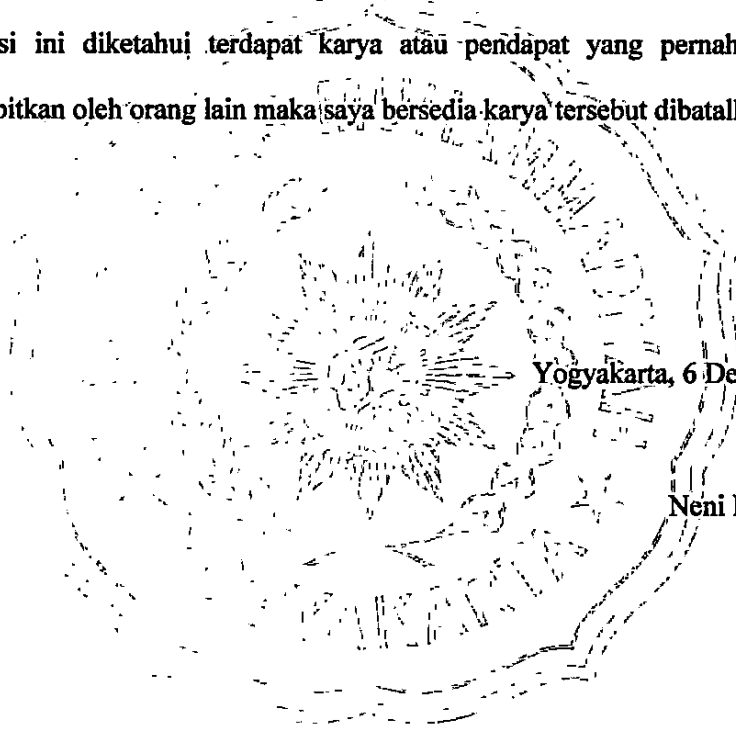 si ini diketahui terdapat karya atau pendapat yang pernah
bitkan oleh orang lain maka saya bersedia karya tersebut dibatal
Yogyakarta, 6 De
Neni